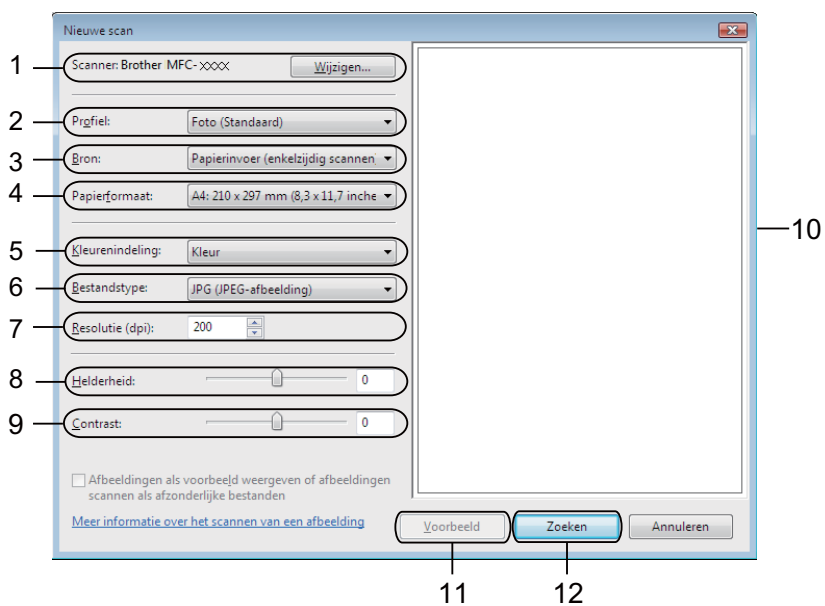 Nieuwe scan
1 Scanner: Brother MFC-XXXX Wijzigen...
2 Profiel: Foto (Standaard)
3 Bron: Papierinvoer (enkelzijdig scannen
4 Papierformaat: A4: 210 x 297 mm (8,3 x 11,7 inche
10
5 Kleurenindeling: Kleur
6 Bestandstype: JPG (JPEG-afbeelding)
7 Resolutie (dpi): 200
8 Helderheid: 0
9 Contrast: 0
Afbeeldingen als voorbeeld weergeven of afbeeldingen
scannen als afzonderlijke bestanden
Meer informatie over het scannen van een afbeelding
Voorbeeld Zoeken Annuleren
11 12